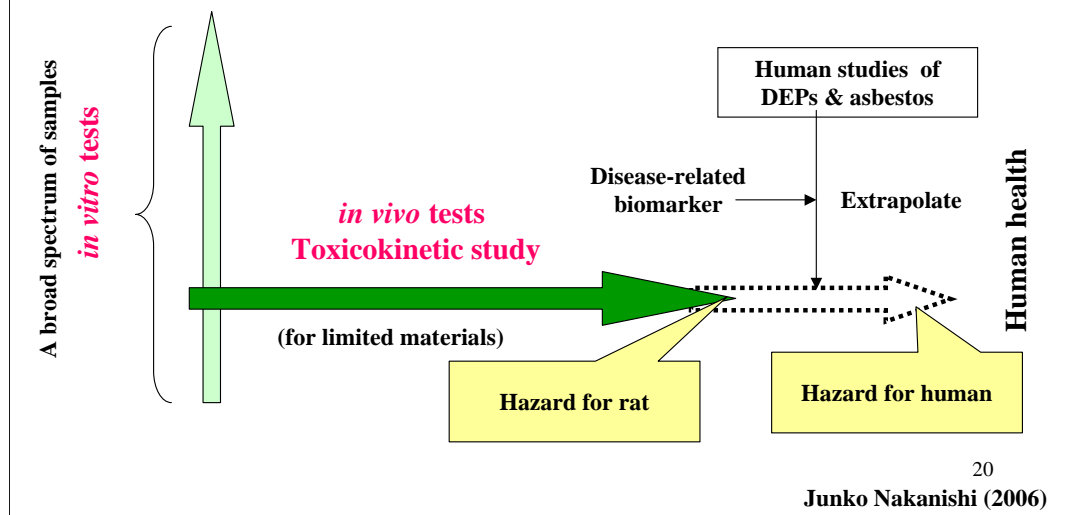 A broad spectrum of samples
in vitro tests
Human studies of
DEPs & asbestos
Disease-related
biomarker
Extrapolate
in vivo tests
Toxicokinetic study
(for limited materials)
Human health
Hazard for rat
Hazard for human
20
Junko Nakanishi (2006)